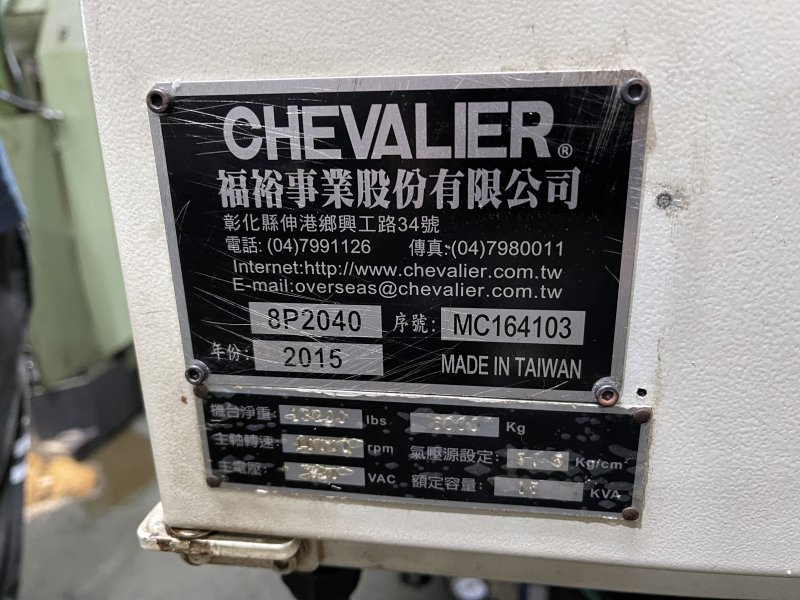 CHEVALIER®
福裕事業股份有限公司
彰化縣伸港鄉興工路34號
電話: (04)7991126 傳真:(04)7980011
Internet:http://www.chevalier.com.tw
E-mail:overseas@chevalier.com.tw
8P2040 序號: MC164103
年份: 2015 MADE IN TAIWAN
機台淨重: lbs Kg
主軸轉速: rpm 氣壓源設定: Kg/cm
主電壓: VAC 額定容量: KVA